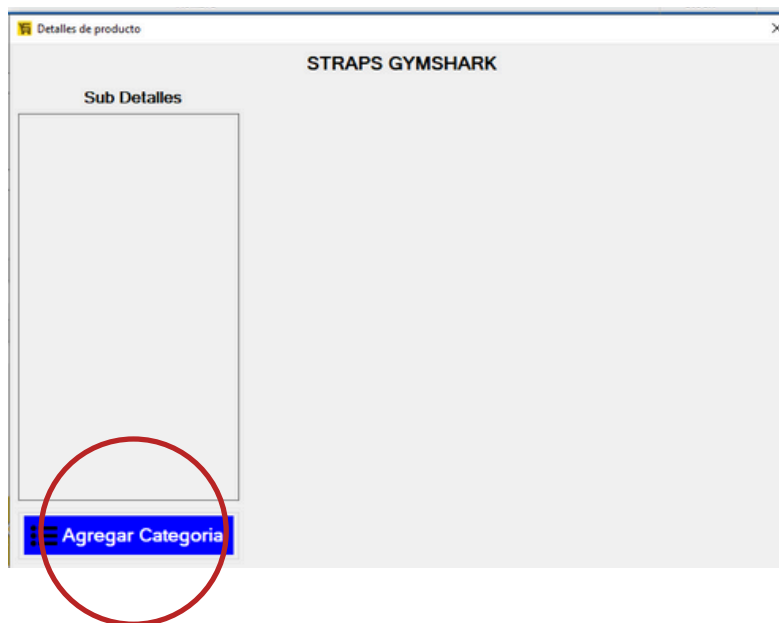 Detalles de producto
STRAPS GYMSHARK
Sub Detalles
Agregar Categoria